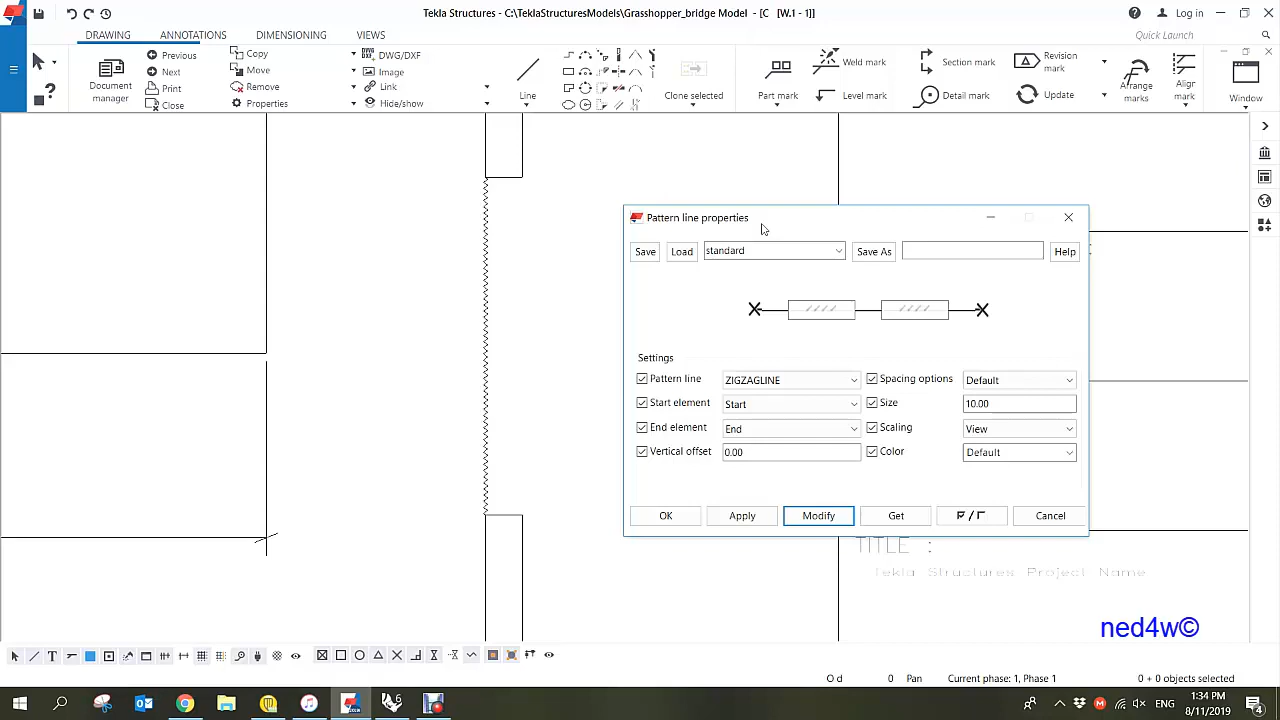 Tekla Structures - C:\TeklaStructuresModels\Grasshopper_bridge Model - [C [W.1 - 1]]
Log in
DRAWING ANNOTATIONS DIMENSIONING VIEWS
Quick Launch
Document manager
Previous
Next
Print
Close
Copy
Move
Remove
Properties
DWG/DXF
Image
Link
Hide/show
Line
Clone selected
Part mark
Weld mark
Level mark
Section mark
Detail mark
Revision mark
Update
Arrange marks
Align mark
Window
Pattern line properties
Save Load standard Save As Help
Settings
Pattern line ZIGZAGLINE Spacing options Default
Start element Start Size 10.00
End element End Scaling View
Vertical offset 0.00 Color Default
OK Apply Modify Get Cancel
TITLE :
Tekla Structures Project Name
ned4w©
O d 0 Pan Current phase: 1, Phase 1 0 + 0 objects selected
ENG 1:34 PM
8/11/2019